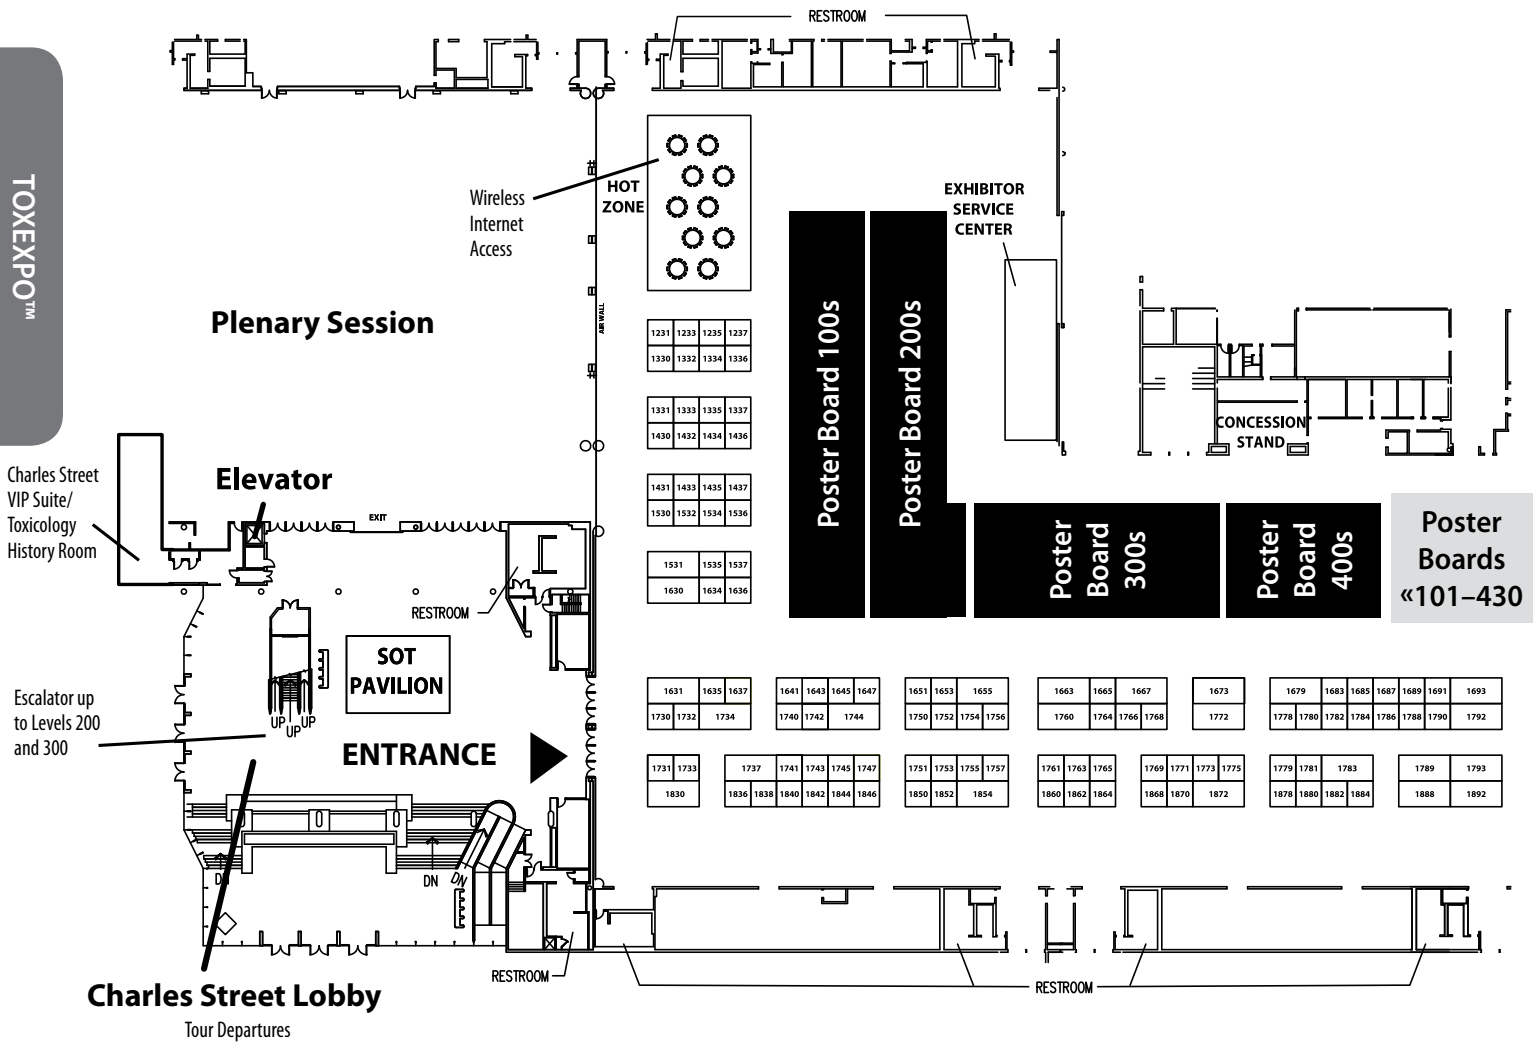 RESTROOM
TOXEXPO™
Wireless
Internet
Access
HOT
ZONE
EXHIBITOR
SERVICE
CENTER
AIR WALL
Plenary Session
1231 1233 1235 1237
1330 1332 1334 1336
1331 1333 1335 1337
1430 1432 1434 1436
1431 1433 1435 1437
1530 1532 1534 1536
1531 1535 1537
1630 1634 1636
Poster Board 100s
Poster Board 200s
CONCESSION
STAND
Charles Street
VIP Suite/
Toxicology
History Room
Elevator
EXIT
RESTROOM
Poster
Board
300s
Poster
Board
400s
Poster
Boards
«101–430
SOT
PAVILION
Escalator up
to Levels 200
and 300
UP
UP
UP
ENTRANCE
1631 1635 1637 1641 1643 1645 1647 1651 1653 1655 1663 1665 1667 1673 1679 1683 1685 1687 1689 1691 1693
1730 1732 1734 1740 1742 1744 1750 1752 1754 1756 1760 1764 1766 1768 1772 1778 1780 1782 1784 1786 1788 1790 1792
1731 1733 1737 1741 1743 1745 1747 1751 1753 1755 1757 1761 1763 1765 1769 1771 1773 1775 1779 1781 1783 1789 1793
1830 1836 1838 1840 1842 1844 1846 1850 1852 1854 1860 1862 1864 1868 1870 1872 1878 1880 1882 1884 1888 1892
DN
DN
DN
RESTROOM
RESTROOM
Charles Street Lobby
Tour Departures